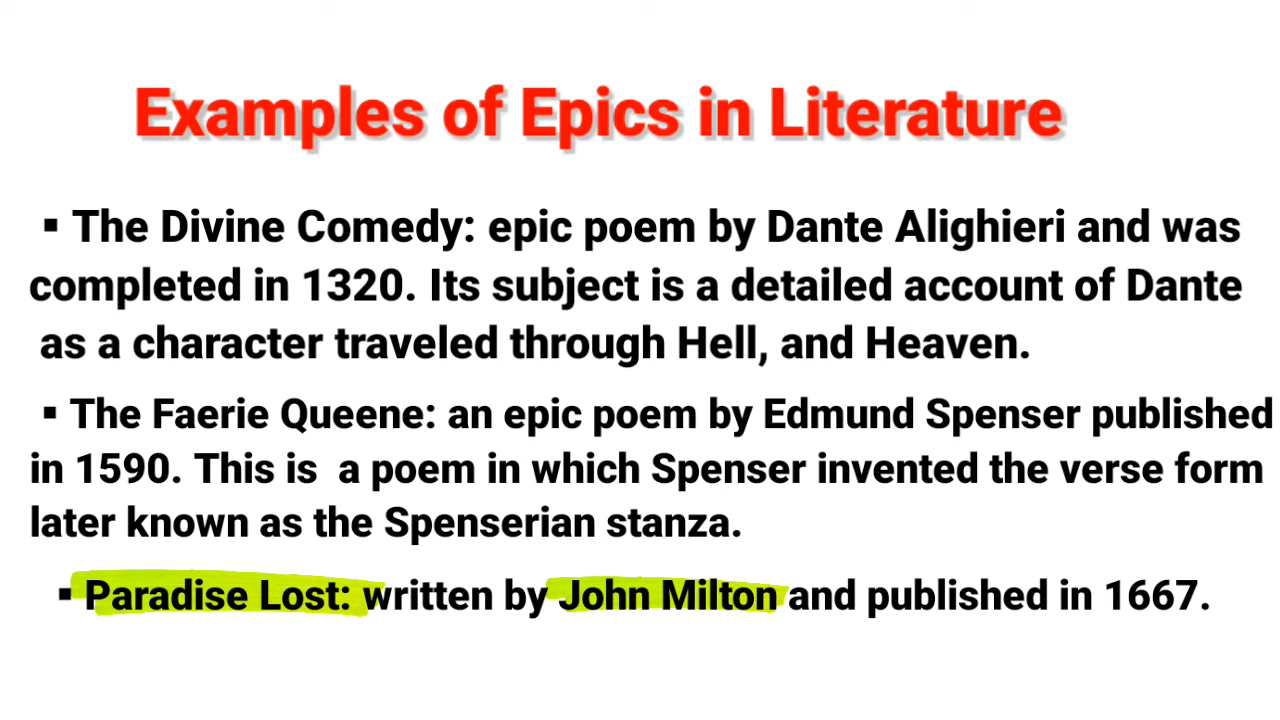 Examples of Epics in Literature
▪ The Divine Comedy: epic poem by Dante Alighieri and was
completed in 1320. Its subject is a detailed account of Dante
as a character traveled through Hell, and Heaven.
▪ The Faerie Queene: an epic poem by Edmund Spenser published
in 1590. This is a poem in which Spenser invented the verse form
later known as the Spenserian stanza.
▪ Paradise Lost: written by John Milton and published in 1667.